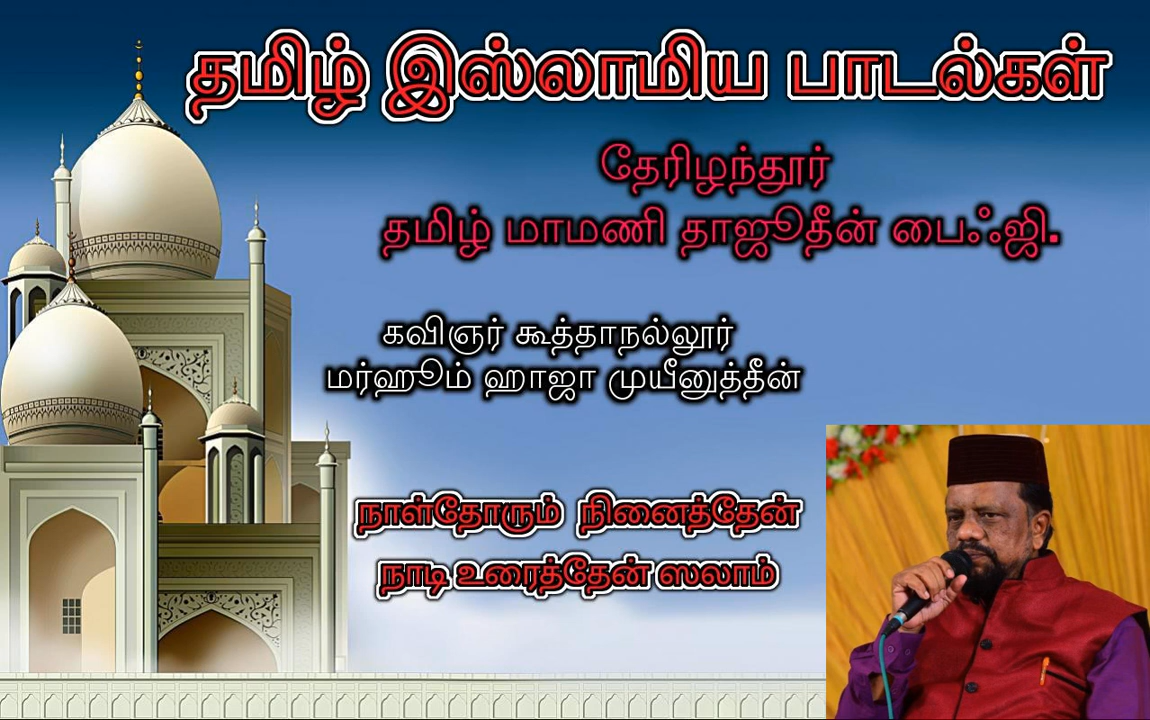 தமிழ் இஸ்லாமிய பாடல்கள்
தேரிழந்தூர்
தமிழ் மாமணி தாஜூதீன் பைஃஜி.
கவிஞர் கூத்தாநல்லூர்
மர்ஹூம் ஹாஜா முயீனுத்தீன்
நாள்தோரும் நினைத்தேன்
நாடி உரைத்தேன் ஸலாம்